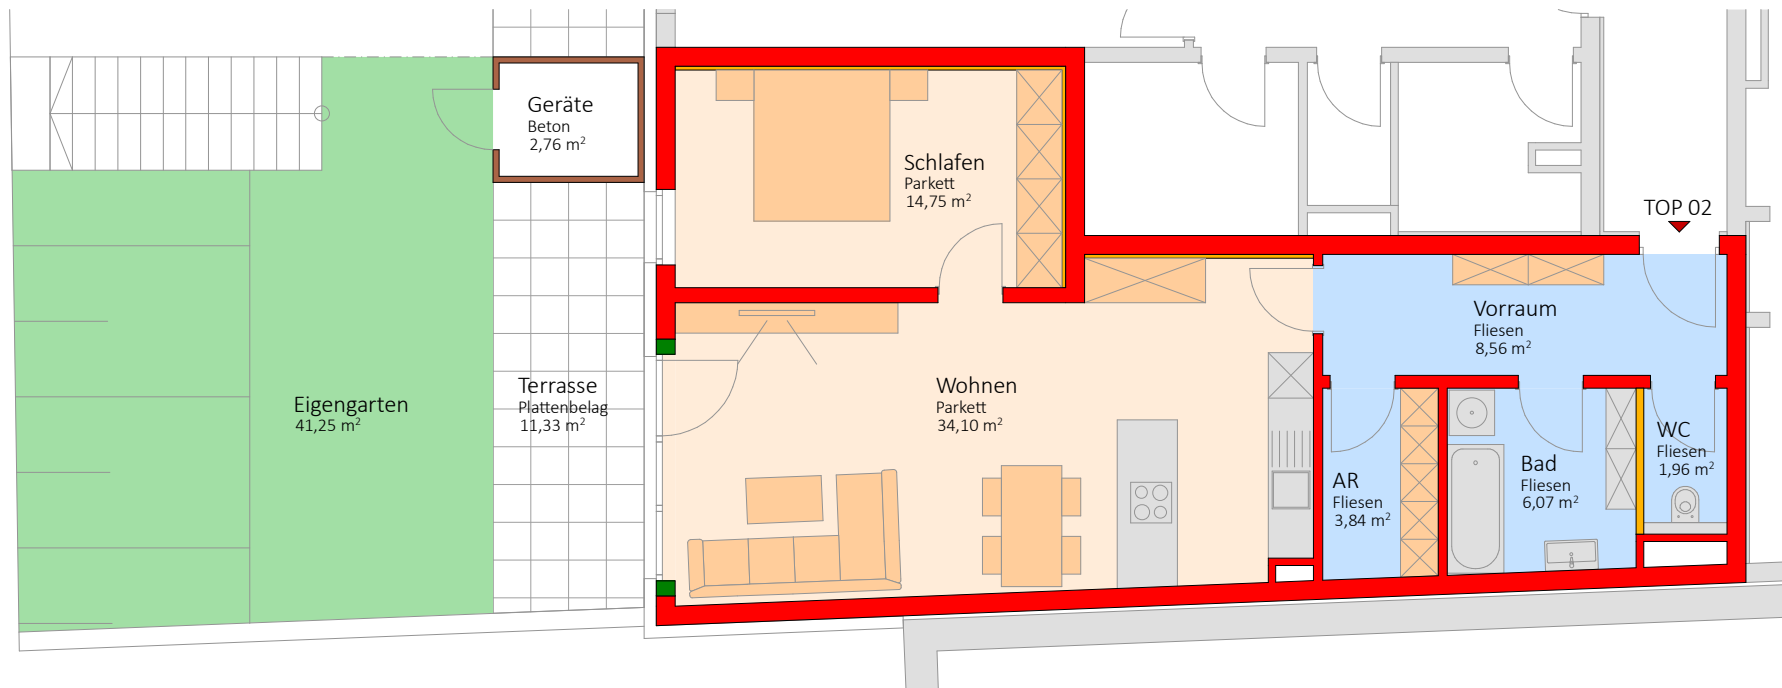 Geräte
Beton
2,76 m²
Schlafen
Parkett
14,75 m²
TOP 02
Vorraum
Fliesen
8,56 m²
Eigengarten
41,25 m²
Terrasse
Plattenbelag
11,33 m²
Wohnen
Parkett
34,10 m²
AR
Fliesen
3,84 m²
Bad
Fliesen
6,07 m²
WC
Fliesen
1,96 m²